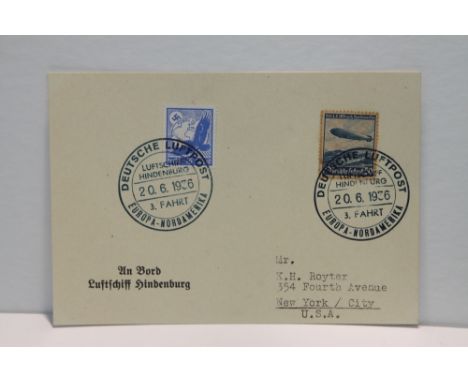 DEUTSCHE LUFTPOST
LUFTSCHIFF
HINDENBURG
20.6.1936
3. FAHRT
EUROPA-NORDAMERIKA
DEUTSCHE LUFTPOST
HINDENBURG
20.6.1936
3. FAHRT
EUROPA-NORDAMERIKA
An Bord
Luftschiff Hindenburg
Mr.
K.H. Royter
354 Fourth Avenue
New York / City
U.S.A.